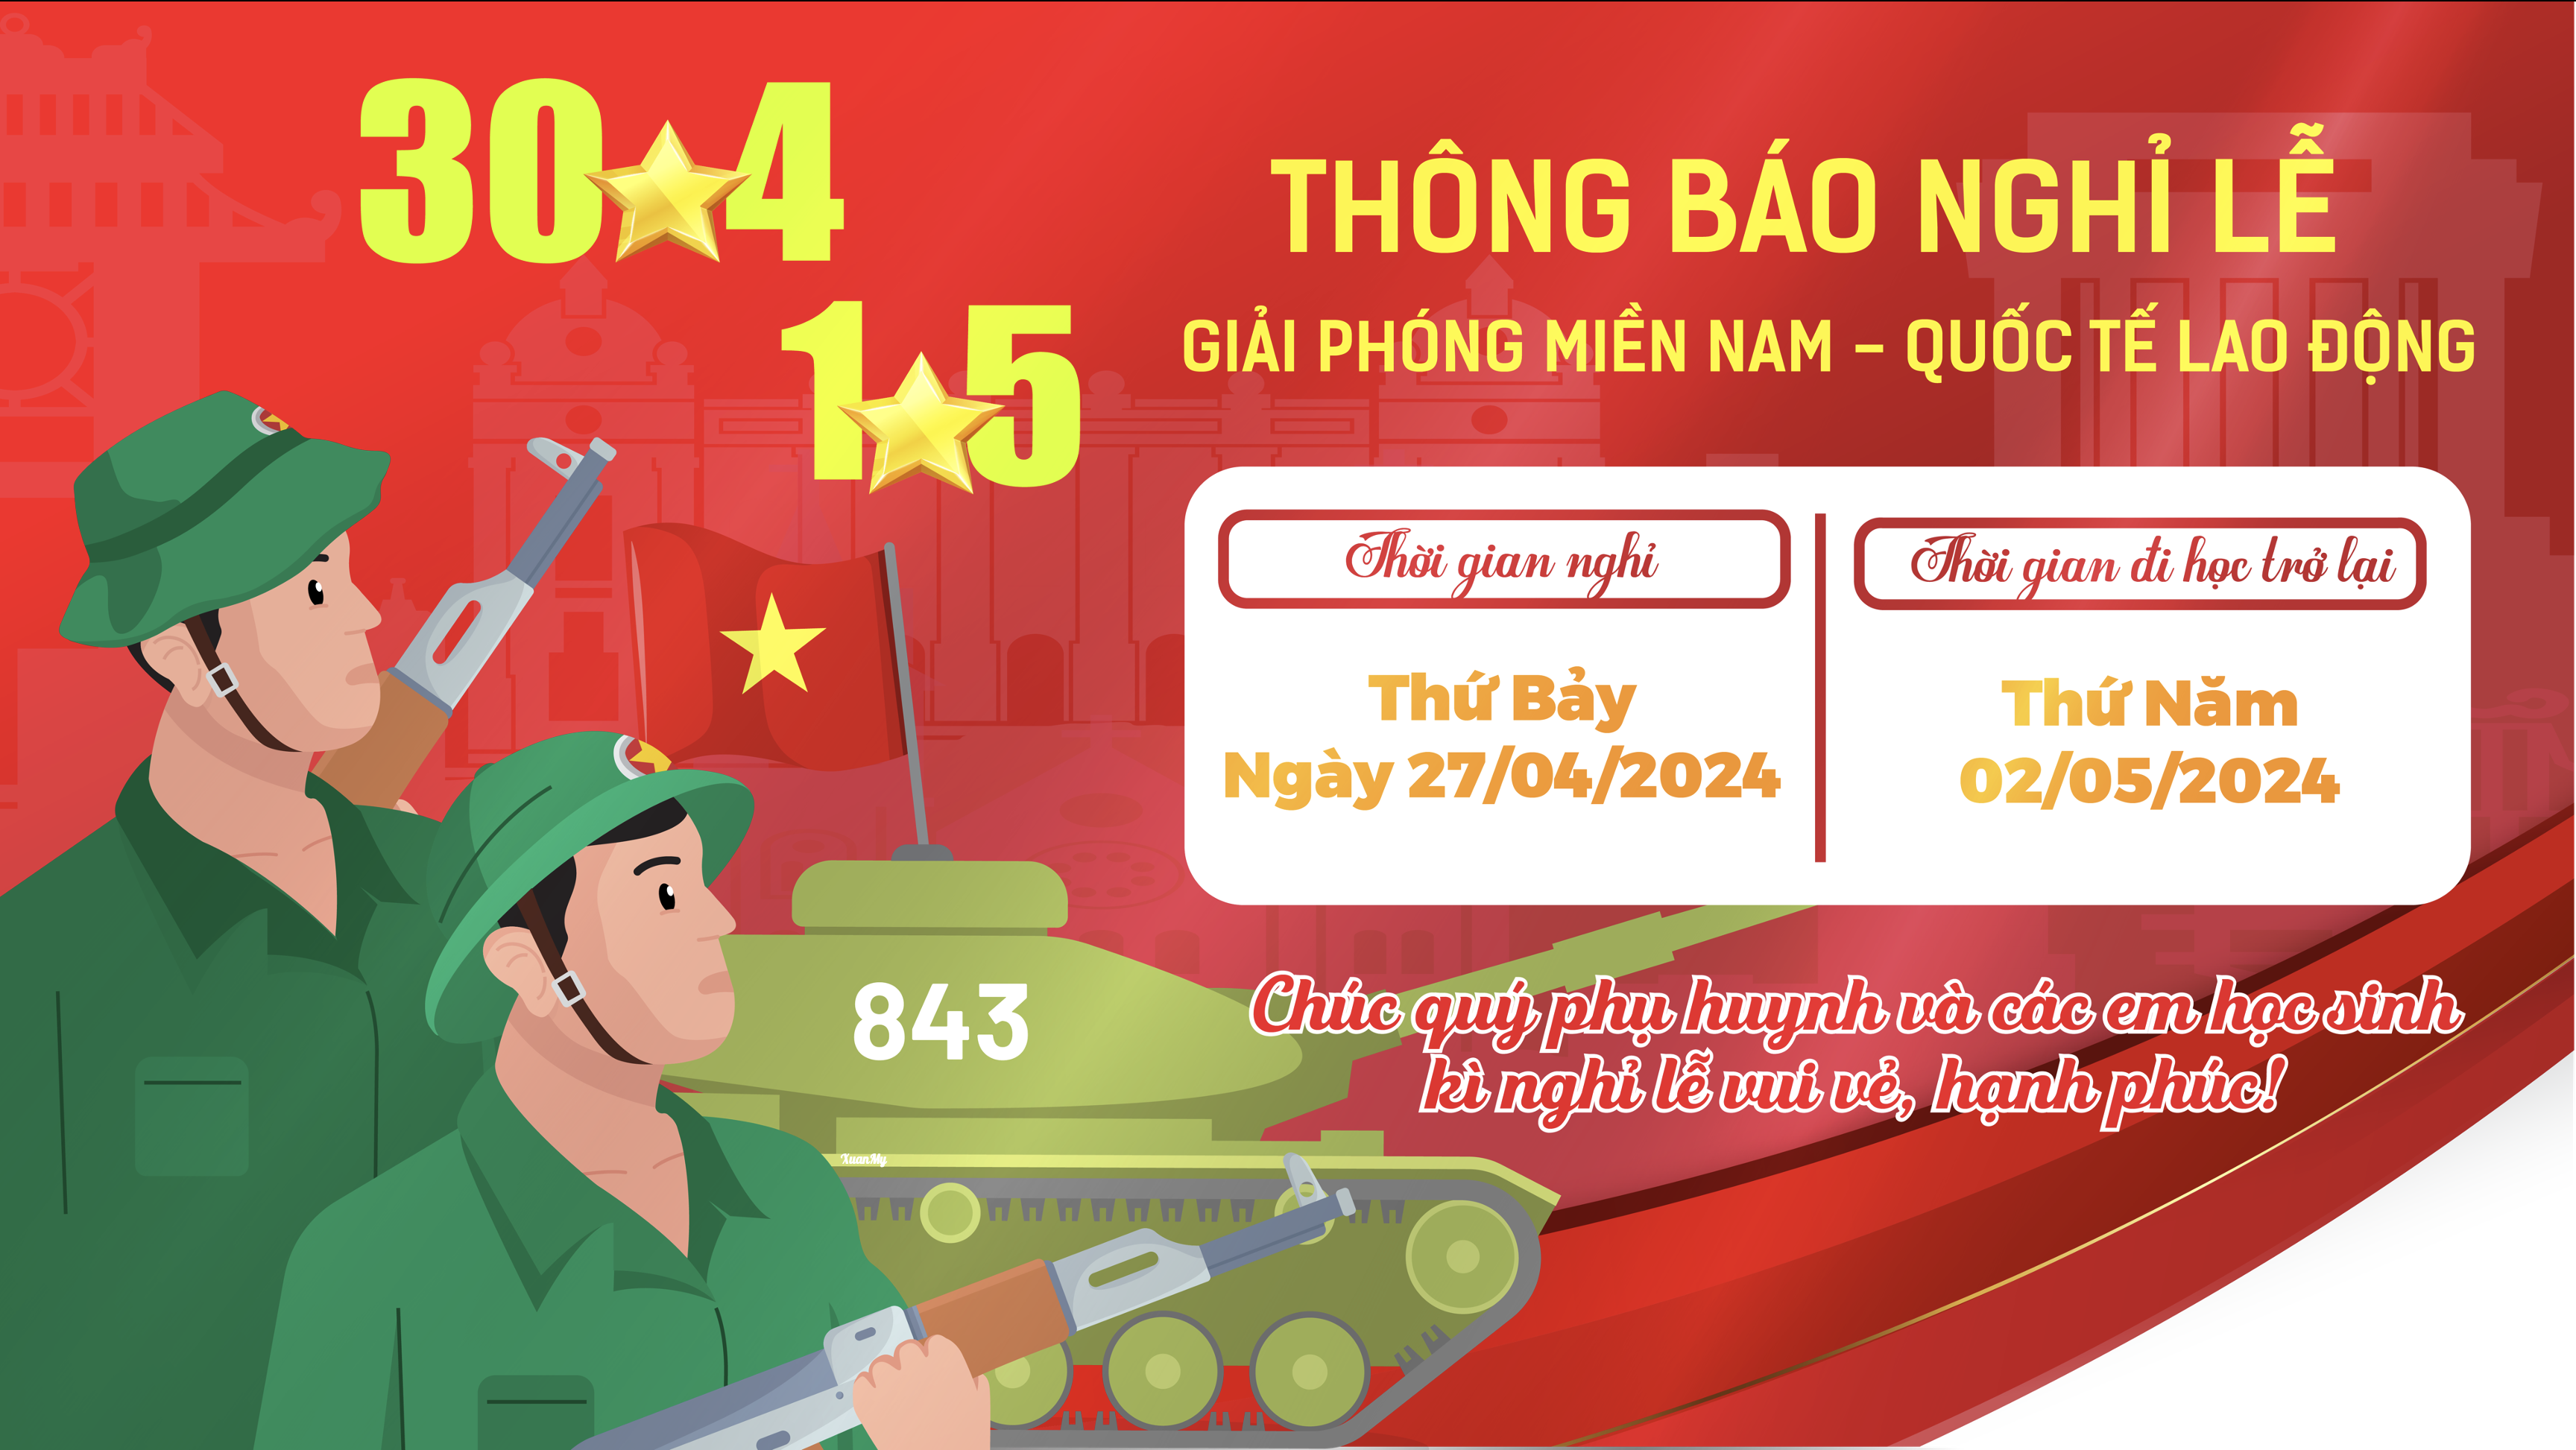 30 4
1 5
THÔNG BÁO NGHỈ LỄ
GIẢI PHÓNG MIỀN NAM – QUỐC TẾ LAO ĐỘNG
Thời gian nghỉ
Thứ Bảy
Ngày 27/04/2024
Thời gian đi học trở lại
Thứ Năm
02/05/2024
843
Chúc quý phụ huynh và các em học sinh
kì nghỉ lễ vui vẻ, hạnh phúc!
XuanMy